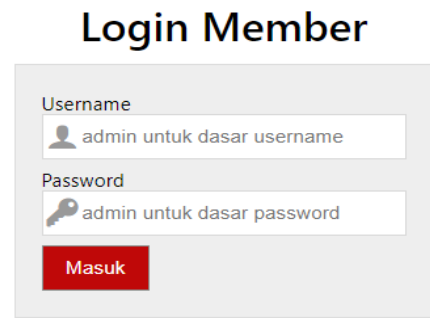 Login Member
Username
admin untuk dasar username
Password
admin untuk dasar password
Masuk